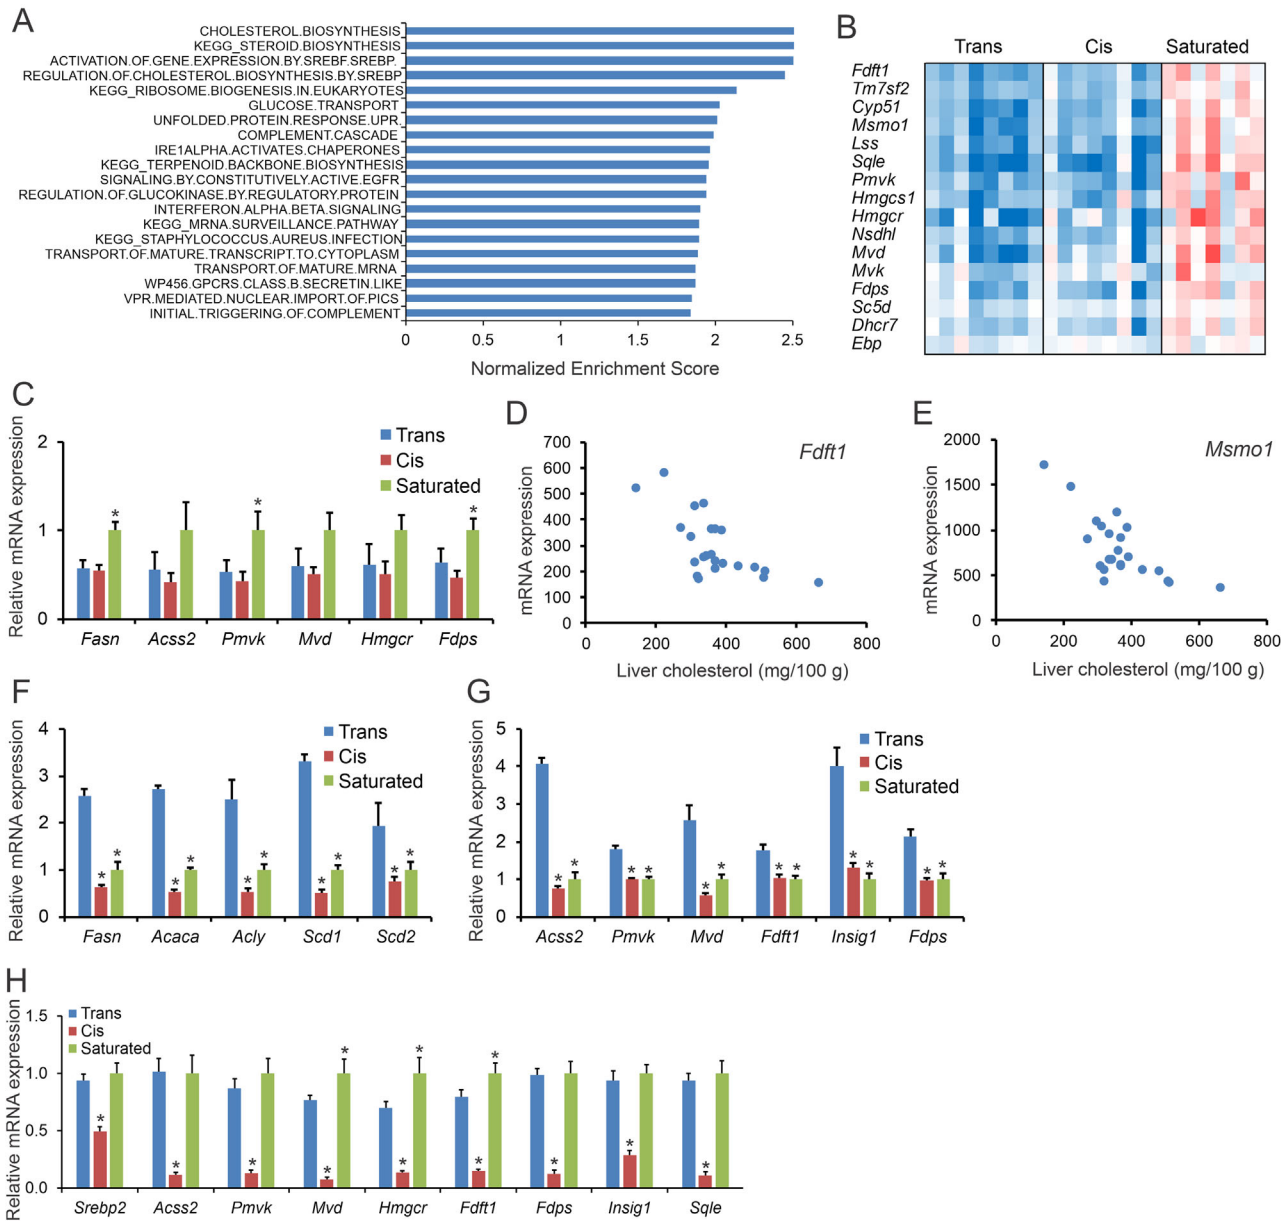 A
CHOLESTEROL.BIOSYNTHESIS
KEGG_STEROID.BIOSYNTHESIS
ACTIVATION.OF.GENE.EXPRESSION.BY.SREBF.SREBP.
REGULATION.OF.CHOLESTEROL.BIOSYNTHESIS.BY.SREBP
KEGG_RIBOSOME.BIOGENESIS.IN.EUKARYOTES
GLUCOSE.TRANSPORT
UNFOLDED.PROTEIN.RESPONSE.UPR.
COMPLEMENT.CASCADE
IRE1ALPHA.ACTIVATES.CHAPERONES
KEGG_TERPENOID.BACKBONE.BIOSYNTHESIS
SIGNALING.BY.CONSTITUTIVELY.ACTIVE.EGFR
REGULATION.OF.GLUCOKINASE.BY.REGULATORY.PROTEIN
INTERFERON.ALPHA.BETA.SIGNALING
KEGG_MRNA.SURVEILLANCE.PATHWAY
KEGG_STAPHYLOCOCCUS.AUREUS.INFECTION
TRANSPORT.OF.MATURE.TRANSCRIPT.TO.CYTOPLASM
TRANSPORT.OF.MATURE.MRNA
WP456.GPCRS.CLASS.B.SECRETIN.LIKE
VPR.MEDIATED.NUCLEAR.IMPORT.OF.PICS
INITIAL.TRIGGERING.OF.COMPLEMENT
0 0.5 1 1.5 2 2.5
Normalized Enrichment Score
B
Trans Cis Saturated
Fdft1
Tm7sf2
Cyp51
Msmo1
Lss
Sqle
Pmvk
Hmgcs1
Hmgcr
Nsdhl
Mvd
Mvk
Fdps
Sc5d
Dhcr7
Ebp
C
Relative mRNA expression
2
1
0
Trans
Cis
Saturated
* * *
Fasn Acss2 Pmvk Mvd Hmgcr Fdps
D
mRNA expression
700
600
500
400
300
200
100
0
Fdft1
0 200 400 600 800
Liver cholesterol (mg/100 g)
E
mRNA expression
2000
1500
1000
500
0
Msmo1
0 200 400 600 800
Liver cholesterol (mg/100 g)
F
Relative mRNA expression
4
3
2
1
0
Trans
Cis
Saturated
* * * * * * * * * *
Fasn Acaca Acly Scd1 Scd2
G
Relative mRNA expression
5
4
3
2
1
0
Trans
Cis
Saturated
* * * * * * * * * * * *
Acss2 Pmvk Mvd Fdft1 Insig1 Fdps
H
Relative mRNA expression
1.5
1.0
0.5
0.0
Trans
Cis
Saturated
* * * * * * * * * * * *
Srebp2 Acss2 Pmvk Mvd Hmgcr Fdft1 Fdps Insig1 Sqle